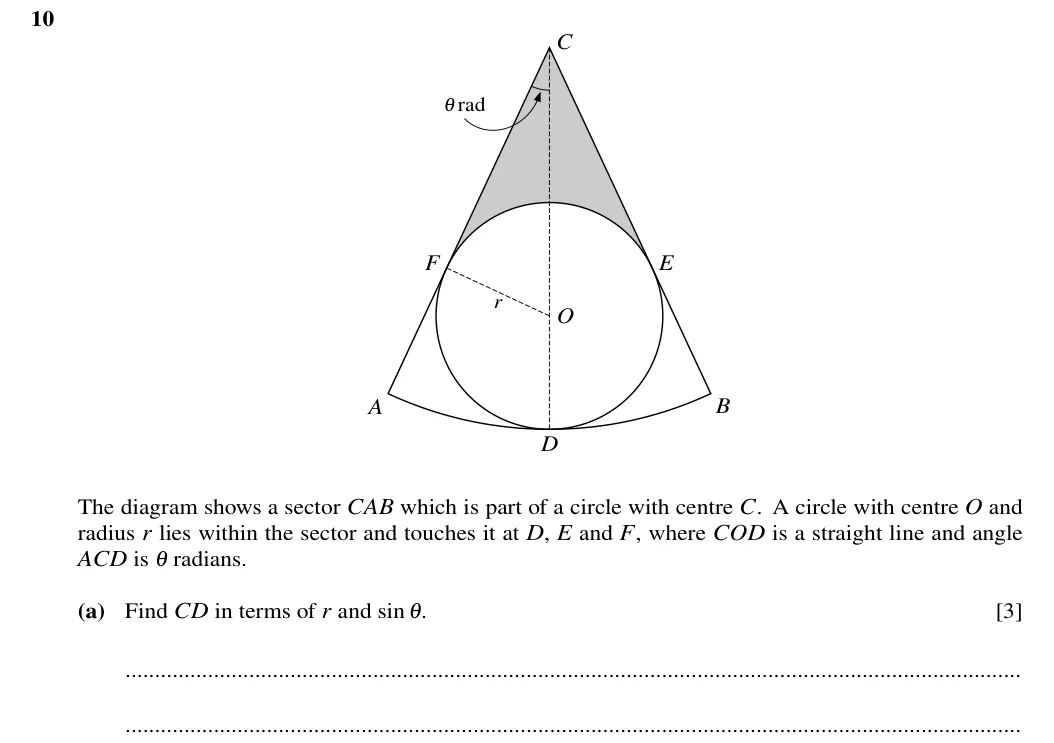 10
C
θ rad
F
E
r
O
A
B
D
The diagram shows a sector CAB which is part of a circle with centre C. A circle with centre O and
radius r lies within the sector and touches it at D, E and F, where COD is a straight line and angle
ACD is θ radians.
(a) Find CD in terms of r and sin θ. [3]